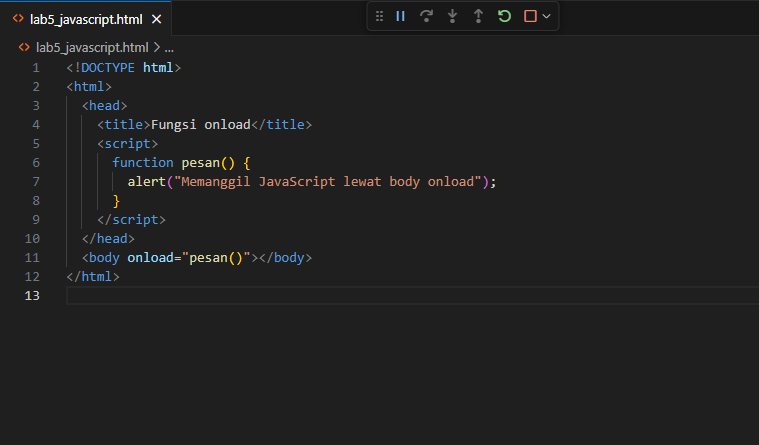 lab5_javascript.html
lab5_javascript.html > ...
1 <!DOCTYPE html>
2 <html>
3 <head>
4 <title>Fungsi onload</title>
5 <script>
6 function pesan() {
7 alert("Memanggil JavaScript lewat body onload");
8 }
9 </script>
10 </head>
11 <body onload="pesan()"></body>
12 </html>
13